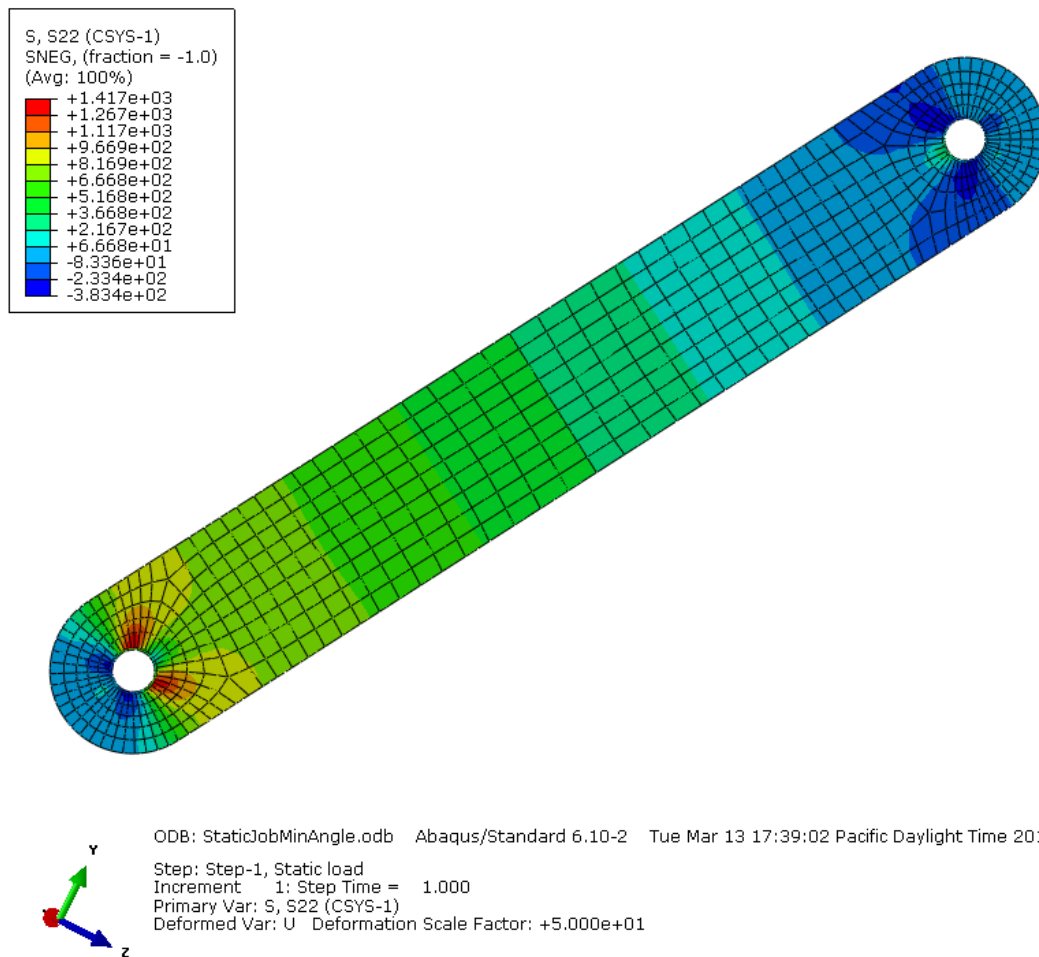 S, S22 (CSYS-1)
SNEG, (fraction = -1.0)
(Avg: 100%)
+1.417e+03
+1.267e+03
+1.117e+03
+9.669e+02
+8.169e+02
+6.668e+02
+5.168e+02
+3.668e+02
+2.167e+02
+6.668e+01
-8.336e+01
-2.334e+02
-3.834e+02
ODB: StaticJobMinAngle.odb Abaqus/Standard 6.10-2 Tue Mar 13 17:39:02 Pacific Daylight Time
Y
Step: Step-1, Static load
Increment 1: Step Time = 1.000
Primary Var: S, S22 (CSYS-1)
Deformed Var: U Deformation Scale Factor: +5.000e+01
Z